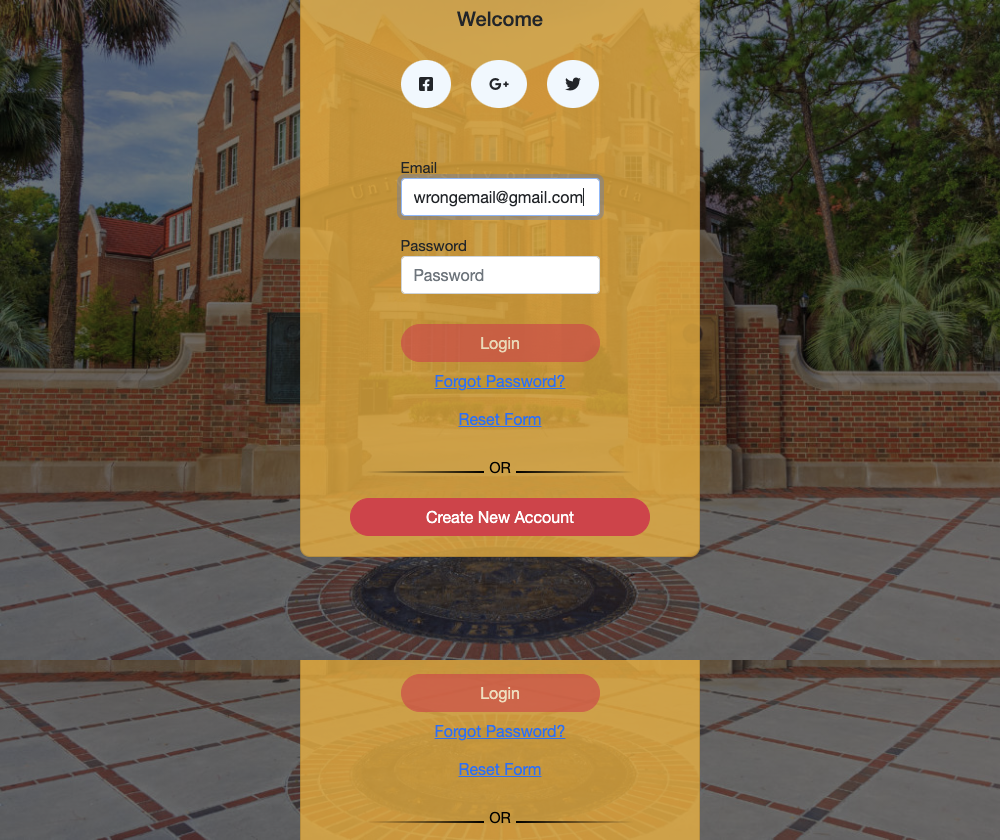 Welcome
G+
Email
wrongemail@gmail.com
Password
Password
Login
Forgot Password?
Reset Form
OR
Create New Account
1853
Login
Forgot Password?
Reset Form
OR